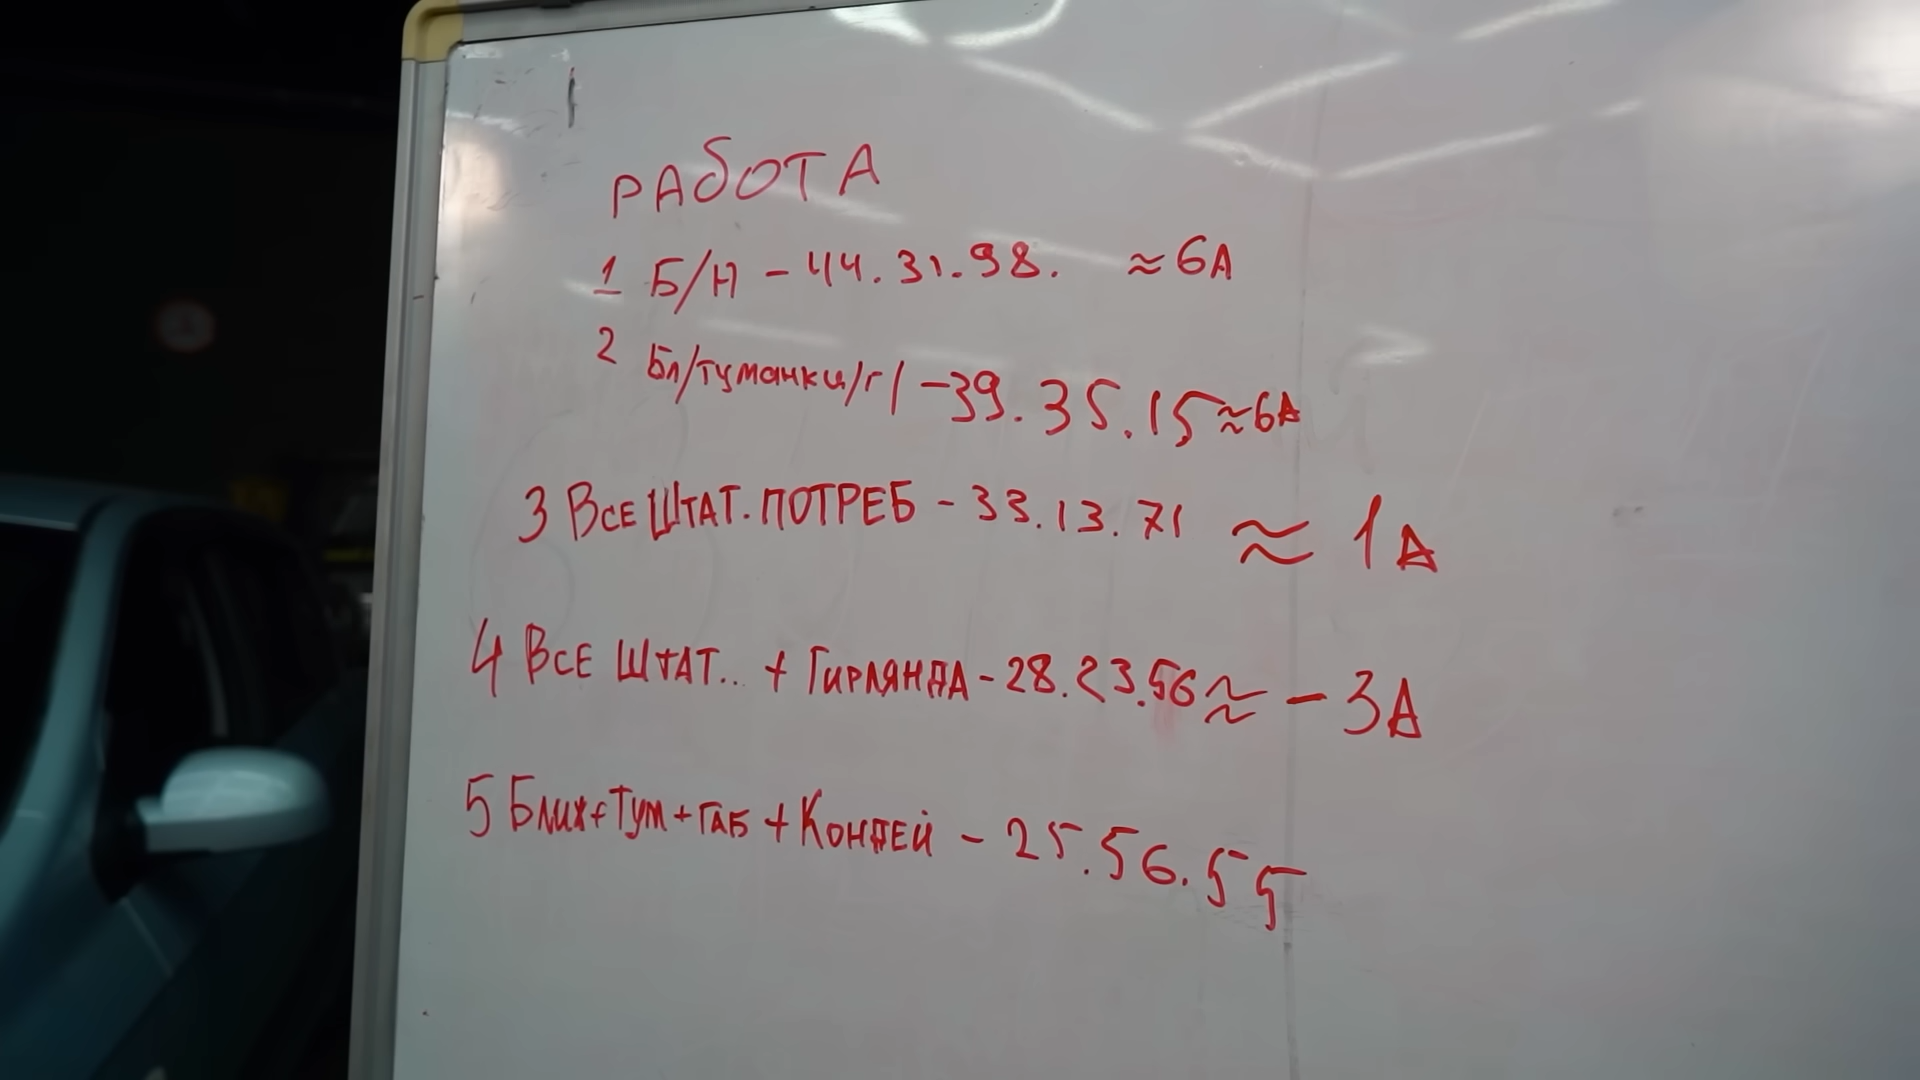 РАБОТА
1 Б/Н - 44.31.98. ≈6А
2 Бл/туманки/г/ -39.35.15≈6А
3 ВСЕ ШТАТ.ПОТРЕБ - 33.13.71 ≈ 1А
4 ВСЕ ШТАТ.. + ГИРЛЯНДА - 28.23.56 ≈ - 3А
5 Ближ+Тум+ГАБ+КОНДЕЙ - 25.56.55